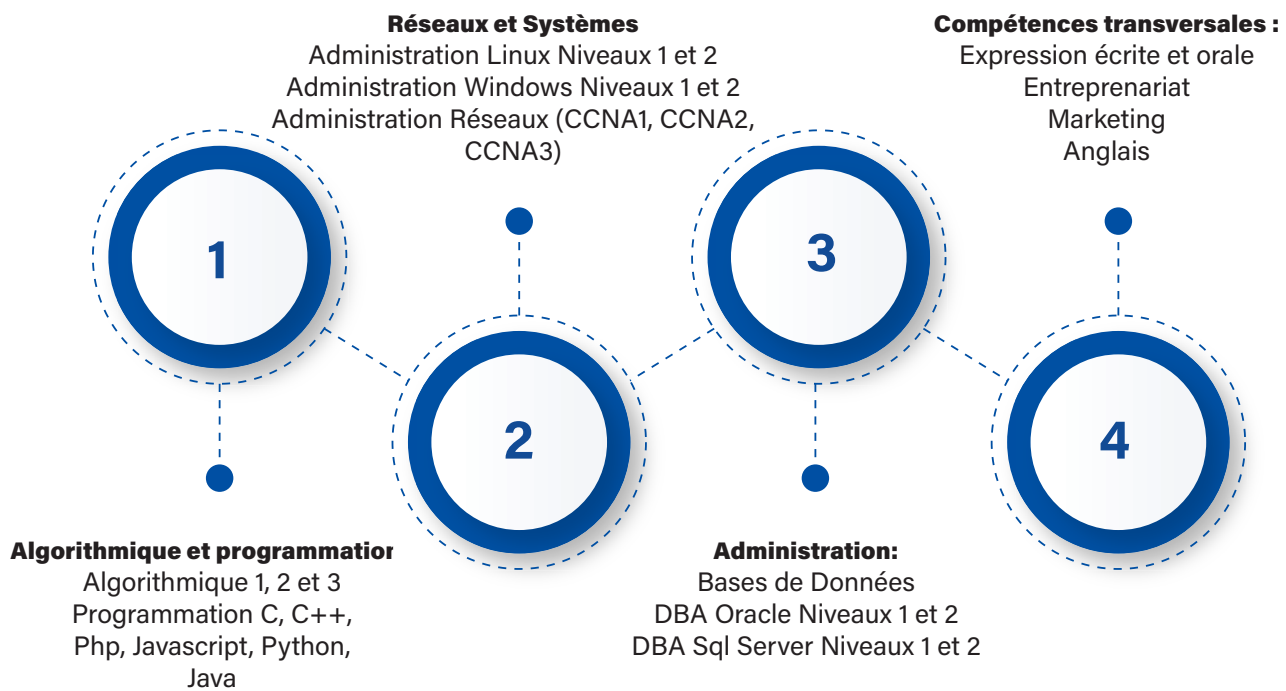 1
Algorithmique et programmation
Algorithmique 1, 2 et 3
Programmation C, C++,
Php, Javascript, Python,
Java
Réseaux et Systèmes
Administration Linux Niveaux 1 et 2
Administration Windows Niveaux 1 et 2
Administration Réseaux (CCNA1, CCNA2,
CCNA3)
2
3
Administration:
Bases de Données
DBA Oracle Niveaux 1 et 2
DBA Sql Server Niveaux 1 et 2
Compétences transversales :
Expression écrite et orale
Entreprenariat
Marketing
Anglais
4